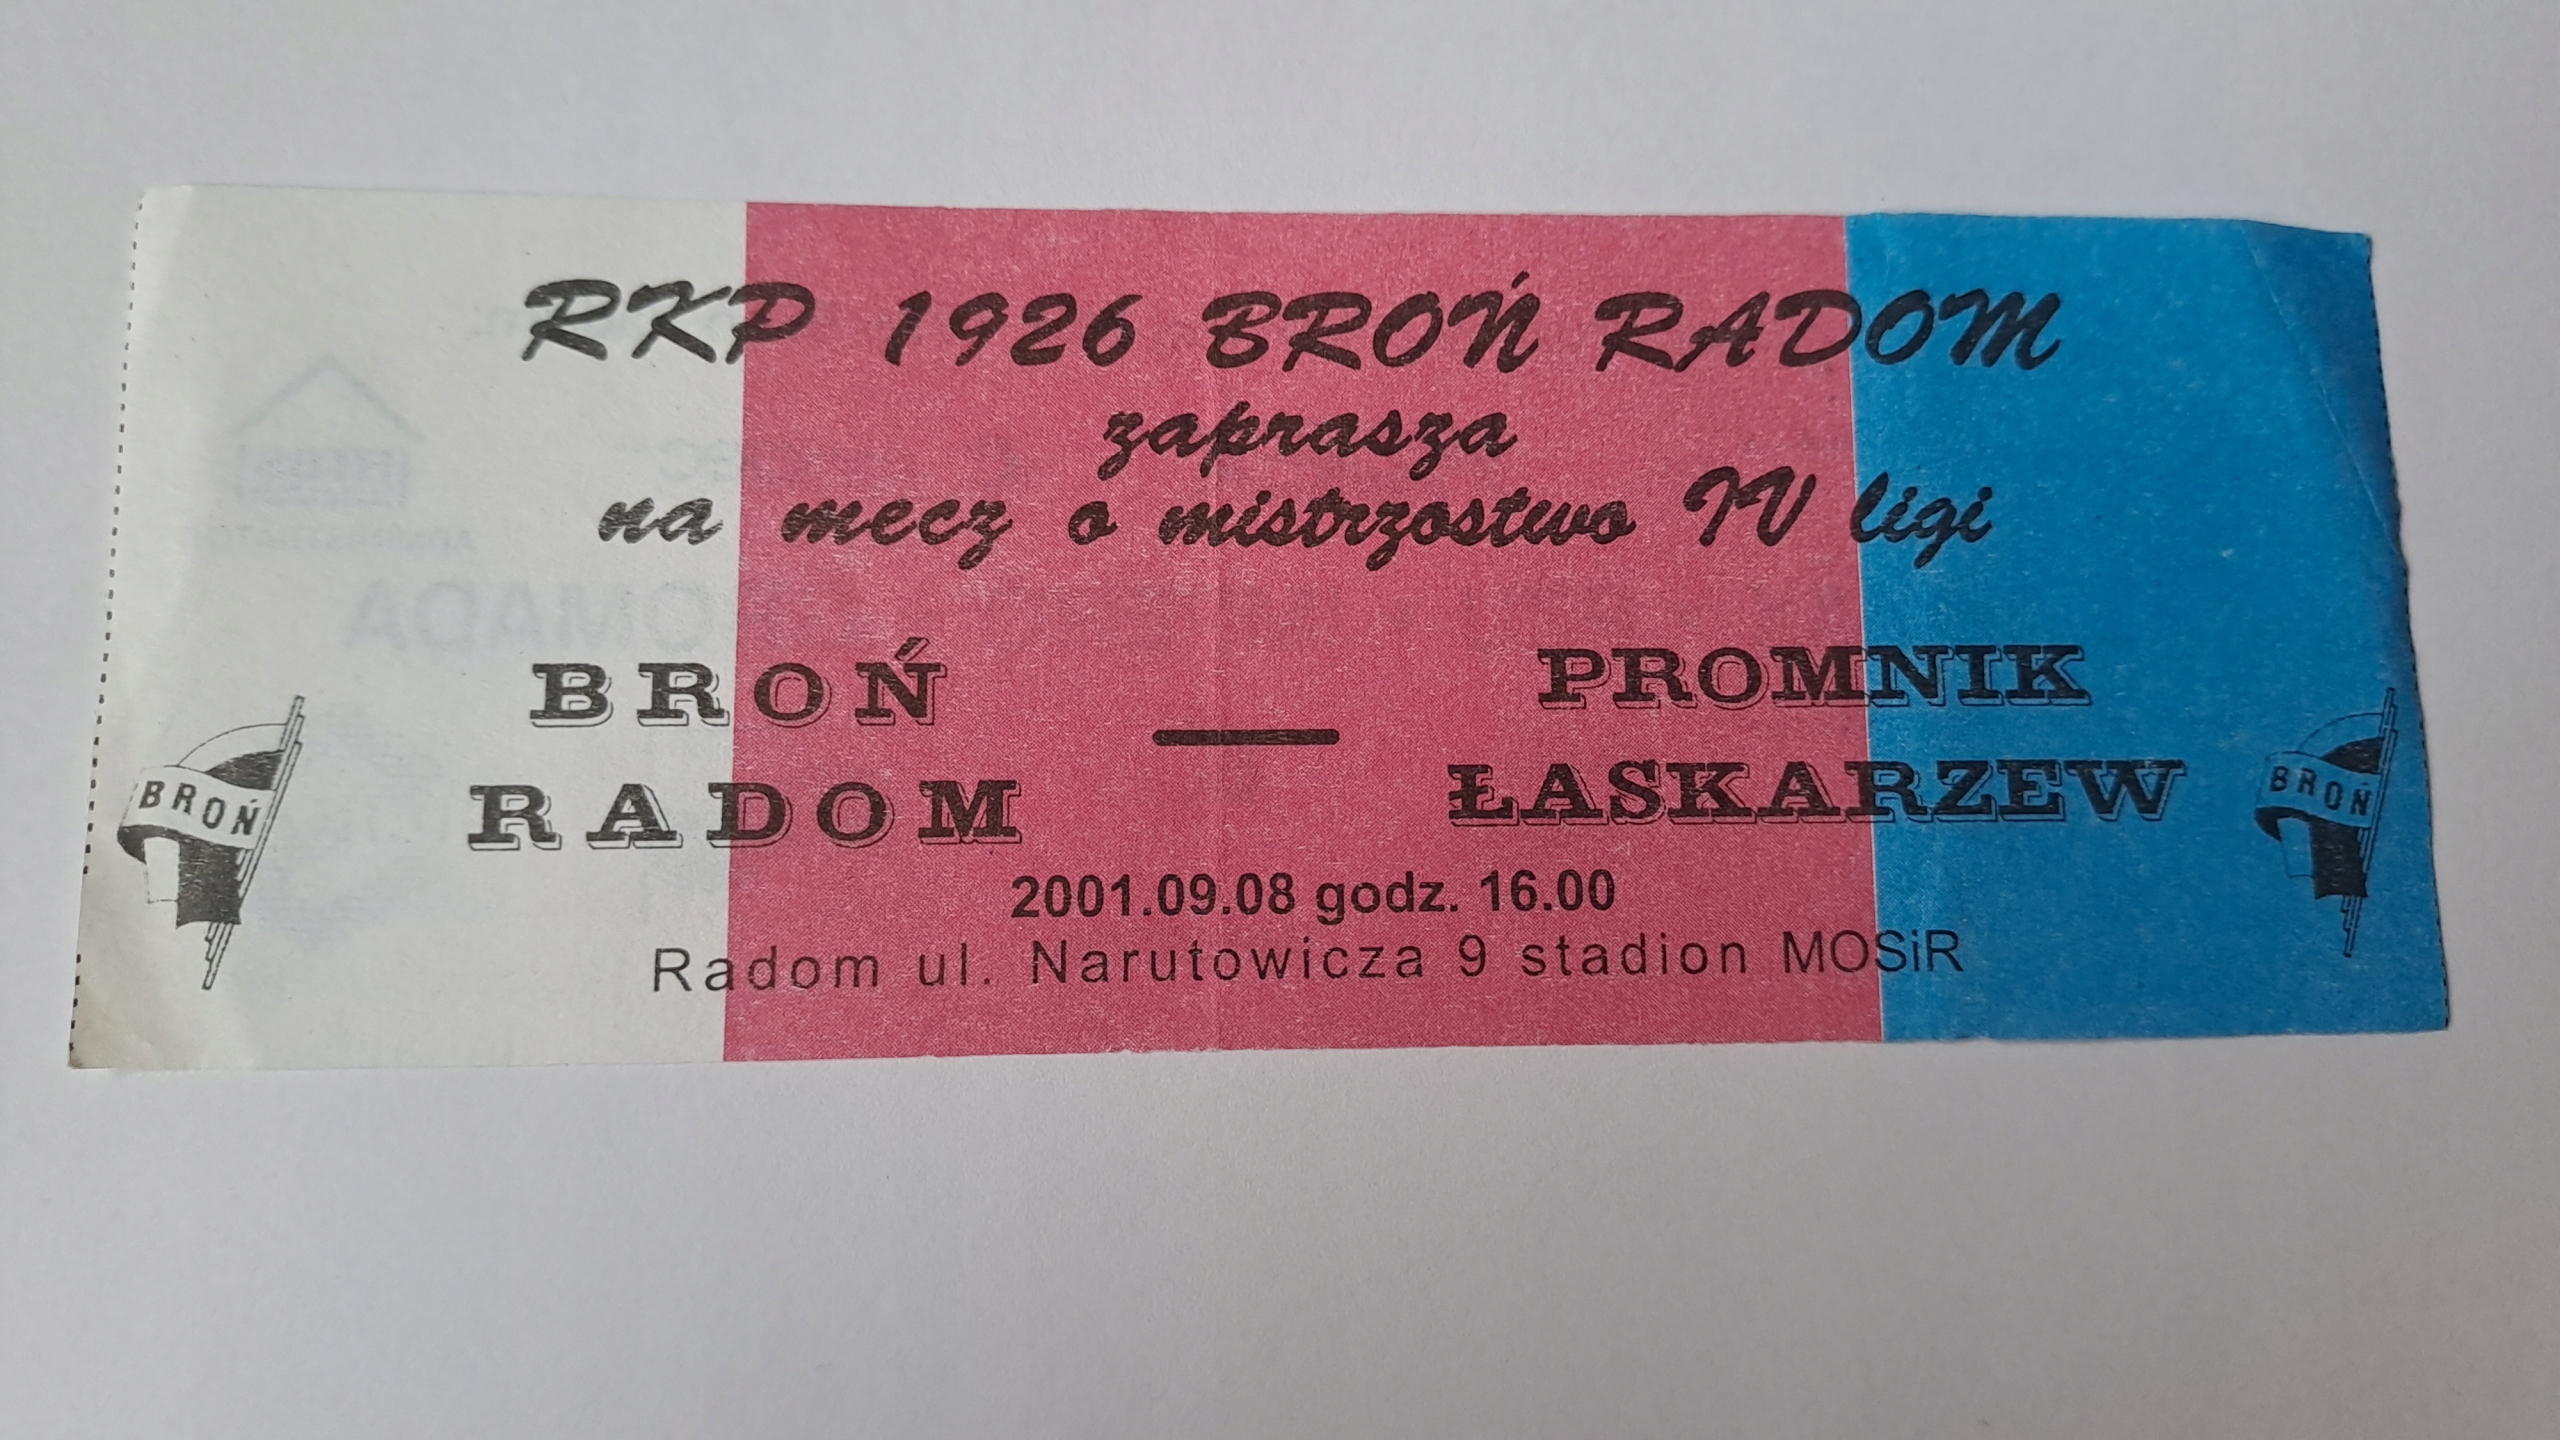 RKP 1926 BROŃ RADOM
zaprasza
na mecz o mistrzostwo IV ligi
BROŃ
RADOM
—
PROMNIK
ŁASKARZEW
2001.09.08 godz. 16.00
Radom ul. Narutowicza 9 stadion MOSiR
BROŃ
BROŃ